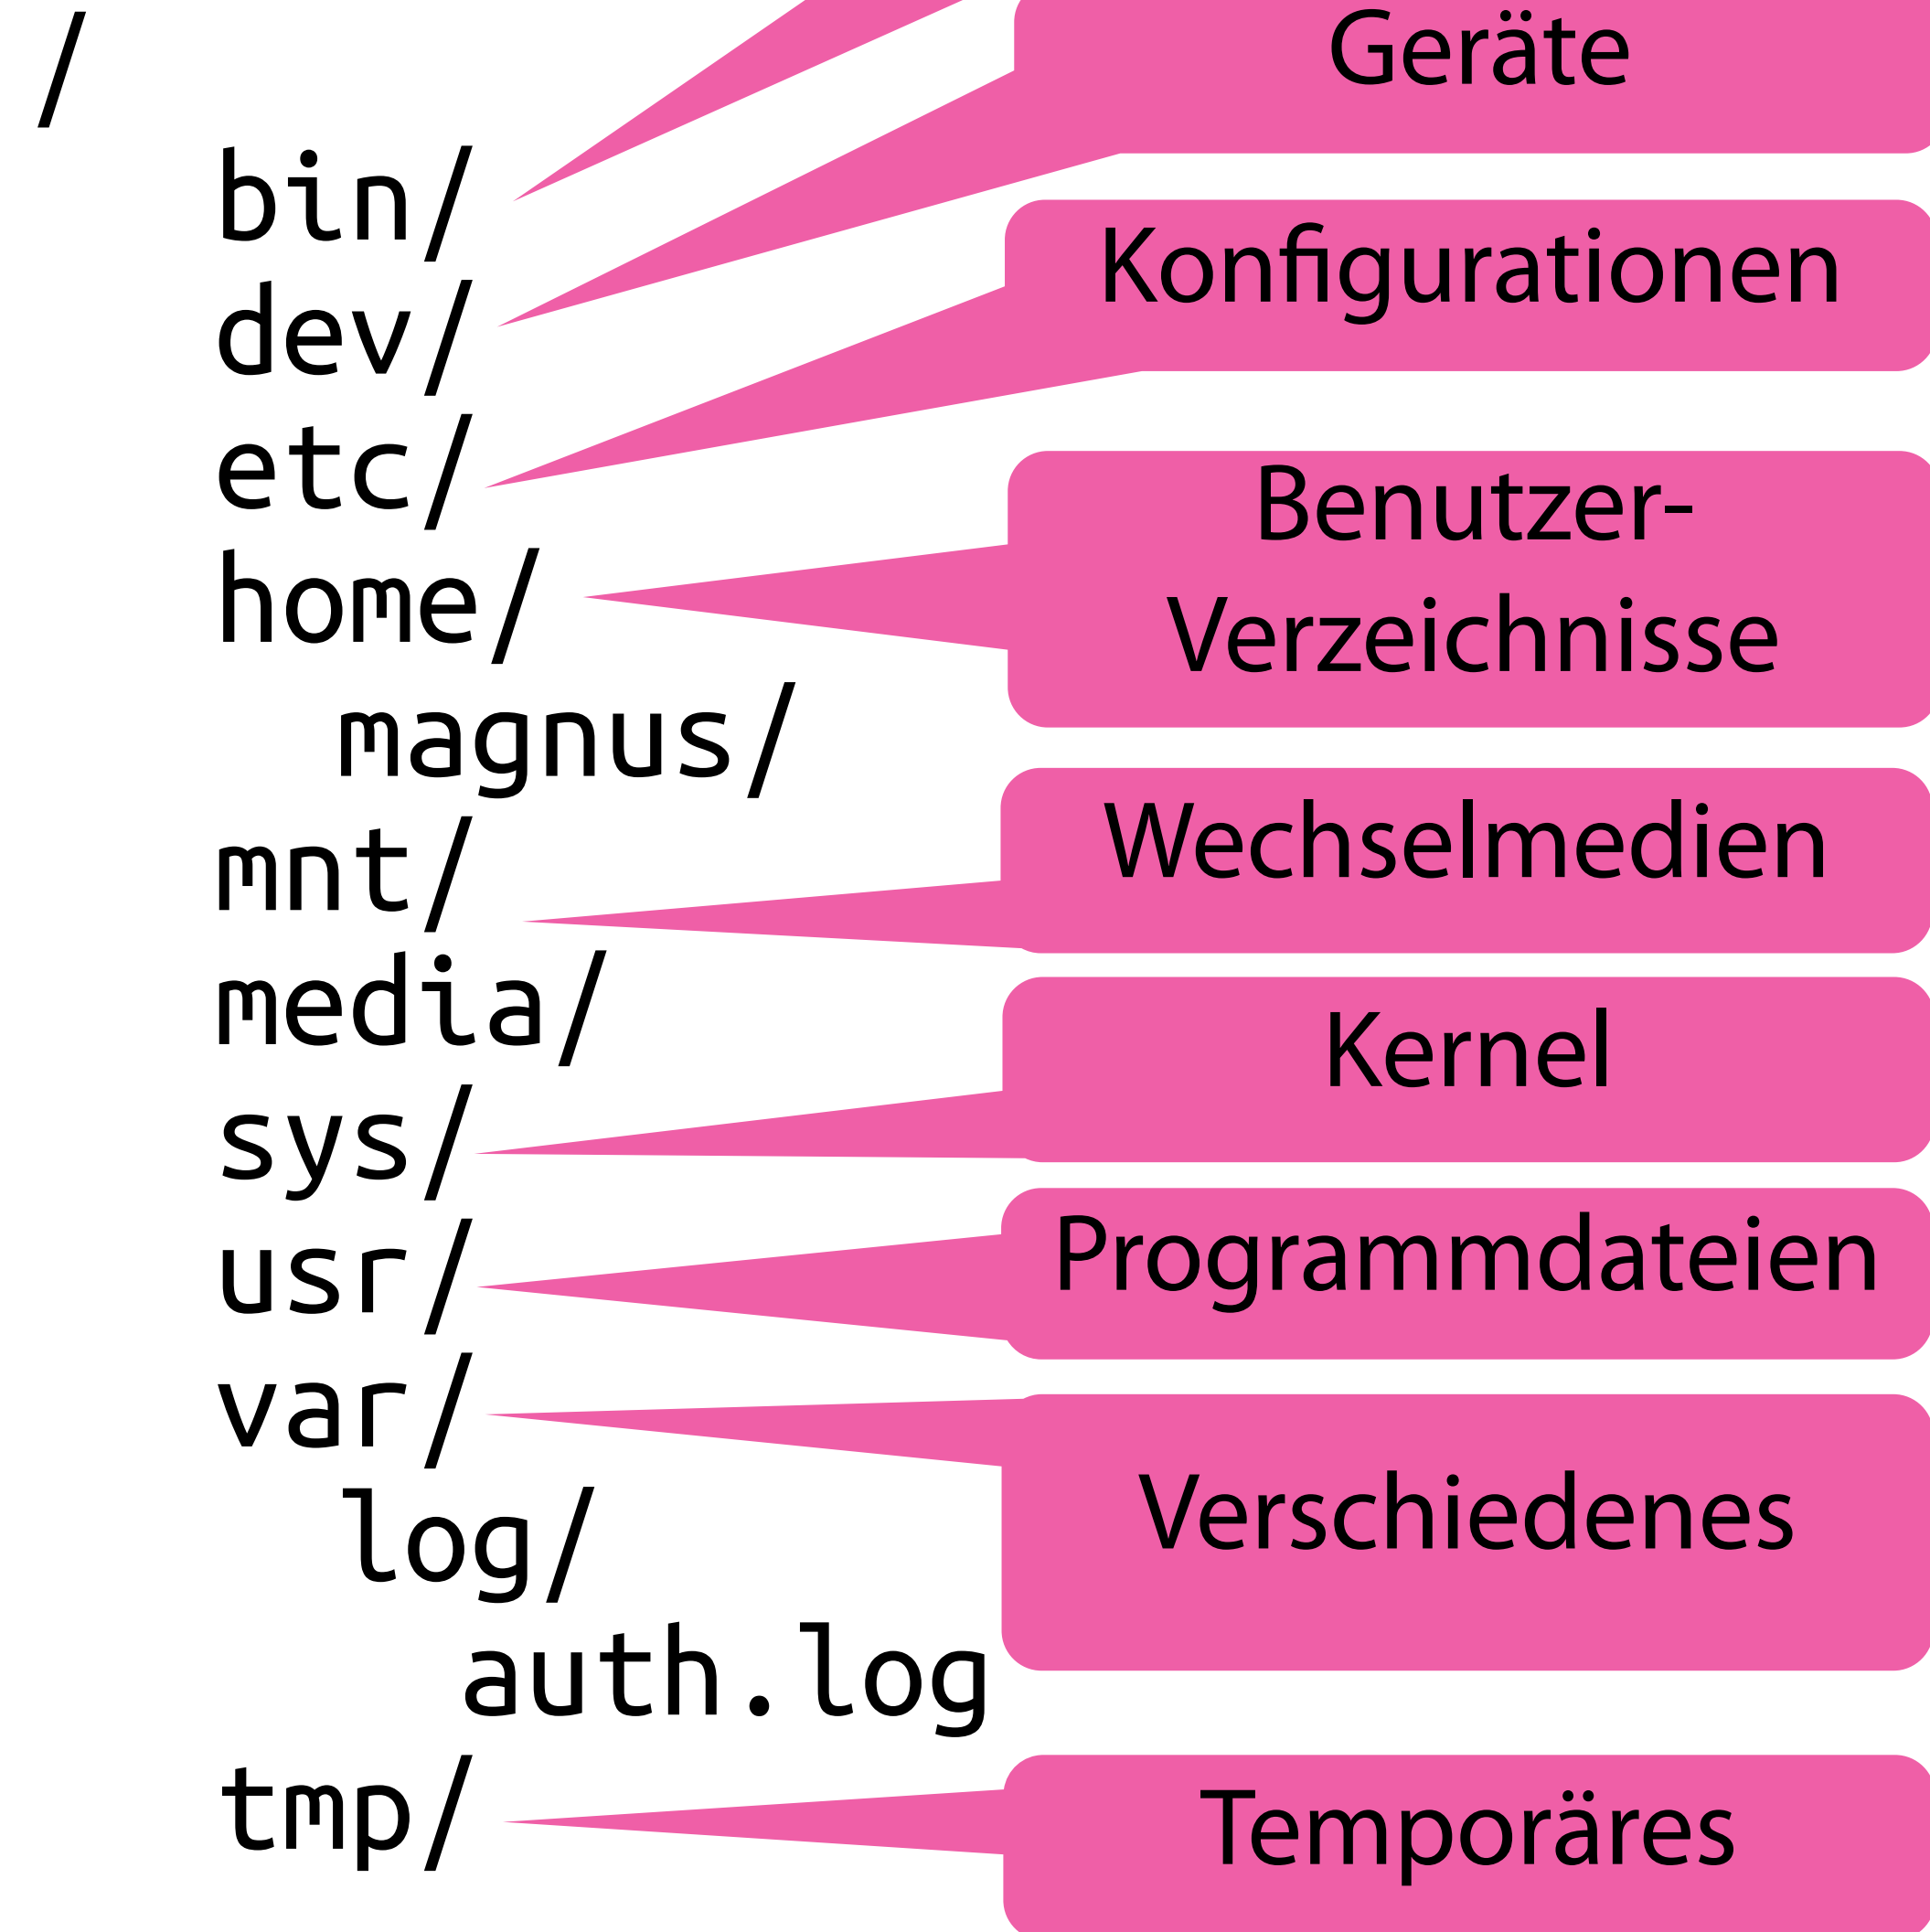 /
bin/
dev/
etc/
home/
magnus/
mnt/
media/
sys/
usr/
var/
log/
auth.log
tmp/
Geräte
Konfigurationen
Benutzer-
Verzeichnisse
Wechselmedien
Kernel
Programmdateien
Verschiedenes
Temporäres